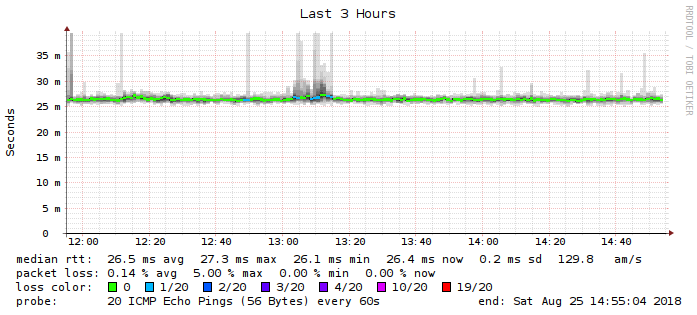 Last 3 Hours
RRDTOOL / TOBI OETIKER
Seconds
35 m
30 m
25 m
20 m
15 m
10 m
5 m
0
12:00 12:20 12:40 13:00 13:20 13:40 14:00 14:20 14:40
median rtt: 26.5 ms avg 27.3 ms max 26.1 ms min 26.4 ms now 0.2 ms sd 129.8 am/s
packet loss: 0.14 % avg 5.00 % max 0.00 % min 0.00 % now
loss color: 0 1/20 2/20 3/20 4/20 10/20 19/20
probe: 20 ICMP Echo Pings (56 Bytes) every 60s end: Sat Aug 25 14:55:04 2018